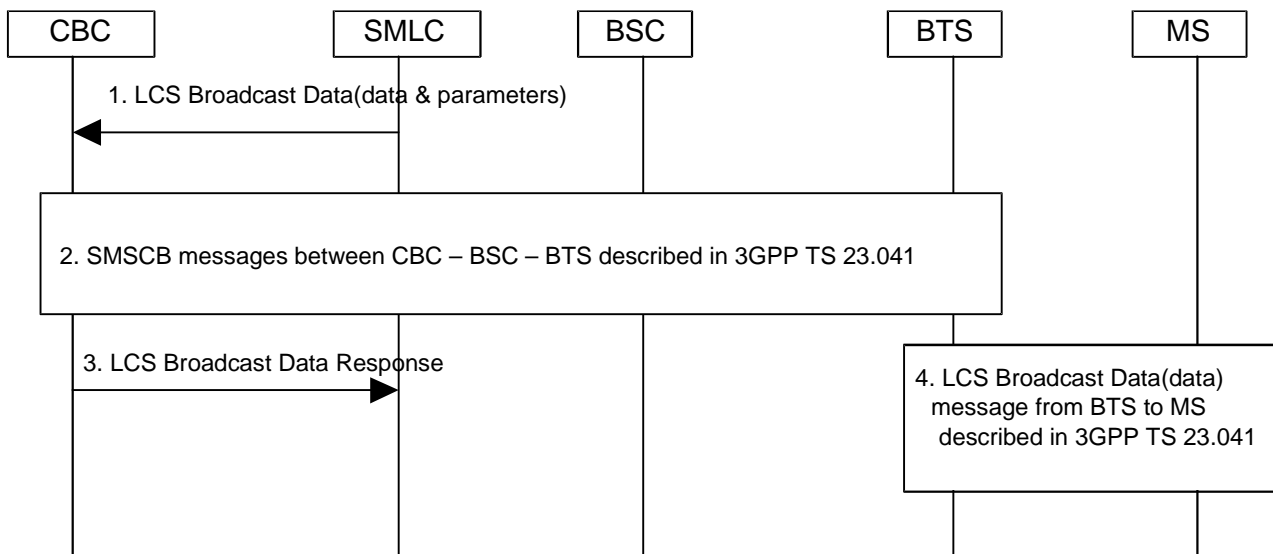 CBC
SMLC
BSC
BTS
MS
1. LCS Broadcast Data(data & parameters)
2. SMSCB messages between CBC – BSC – BTS described in 3GPP TS 23.041
3. LCS Broadcast Data Response
4. LCS Broadcast Data(data)
message from BTS to MS
described in 3GPP TS 23.041